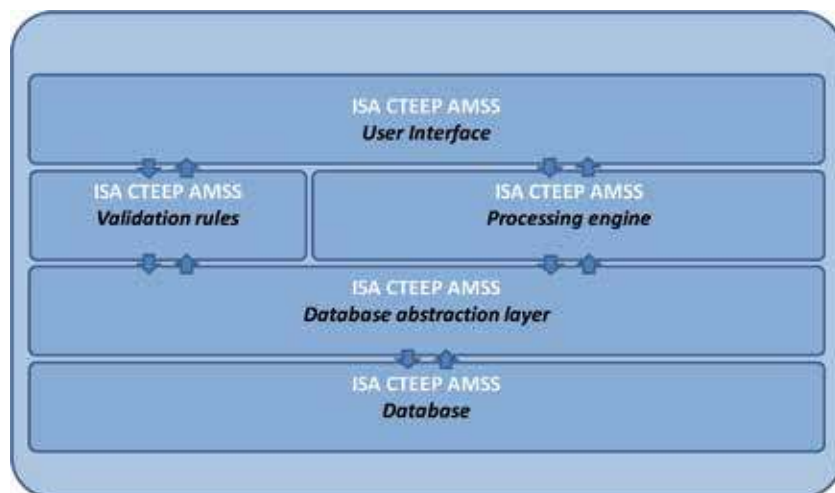 ISA CTEEP AMSS
User Interface
ISA CTEEP AMSS
Validation rules
ISA CTEEP AMSS
Processing engine
ISA CTEEP AMSS
Database abstraction layer
ISA CTEEP AMSS
Database